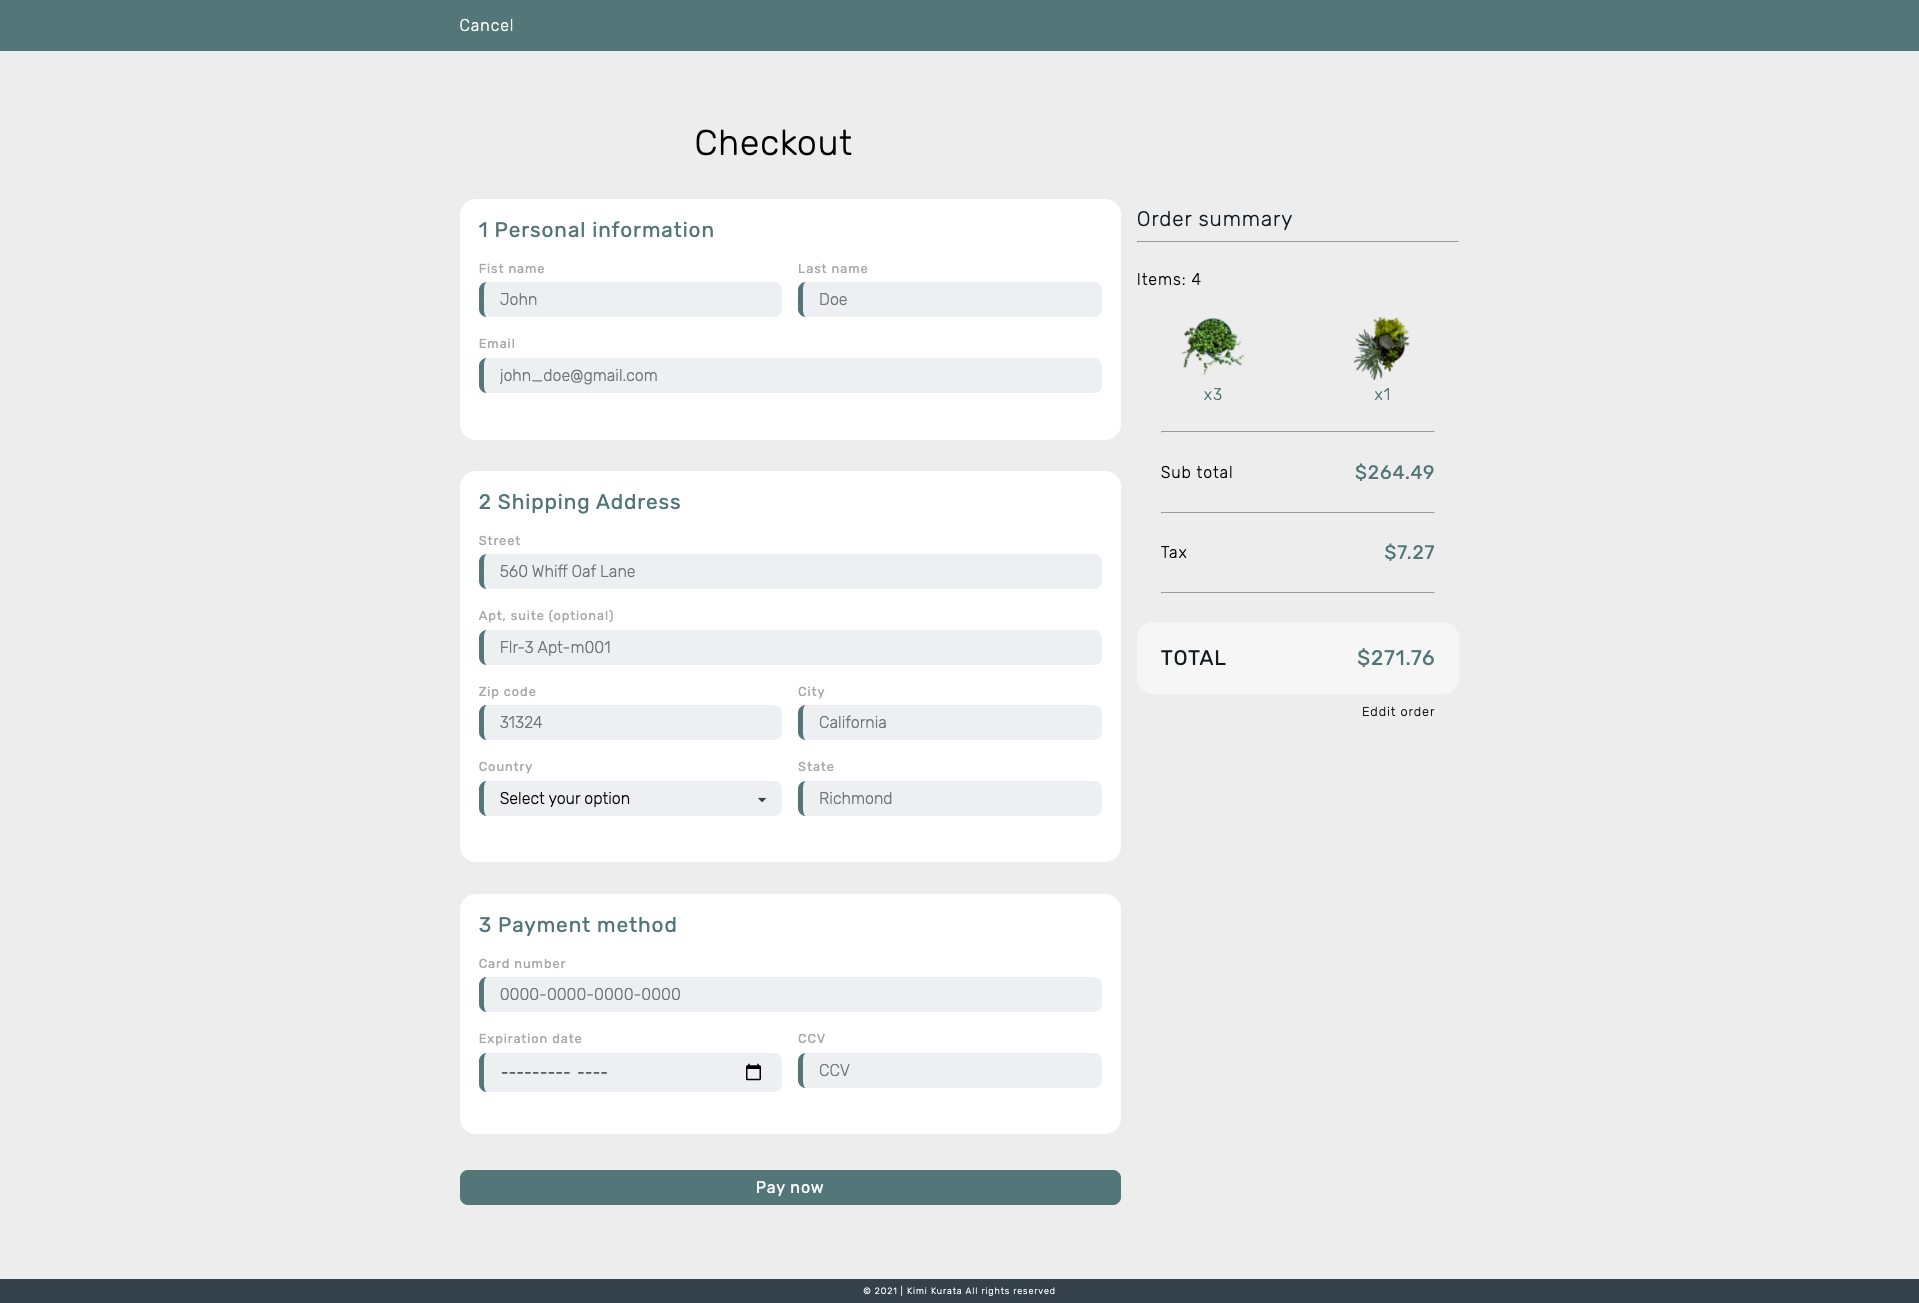 Cancel
Checkout
1 Personal information
Fist name
Last name
John
Doe
Email
john_doe@gmail.com
2 Shipping Address
Street
560 Whiff Oaf Lane
Apt, suite (optional)
Flr-3 Apt-m001
Zip code
City
31324
California
Country
State
Select your option
Richmond
3 Payment method
Card number
0000-0000-0000-0000
Expiration date
CCV
--------- ----
CCV
Pay now
Order summary
Items: 4
x3
x1
Sub total
$264.49
Tax
$7.27
TOTAL
$271.76
Eddit order
© 2021 | Kimi Kurata All rights reserved